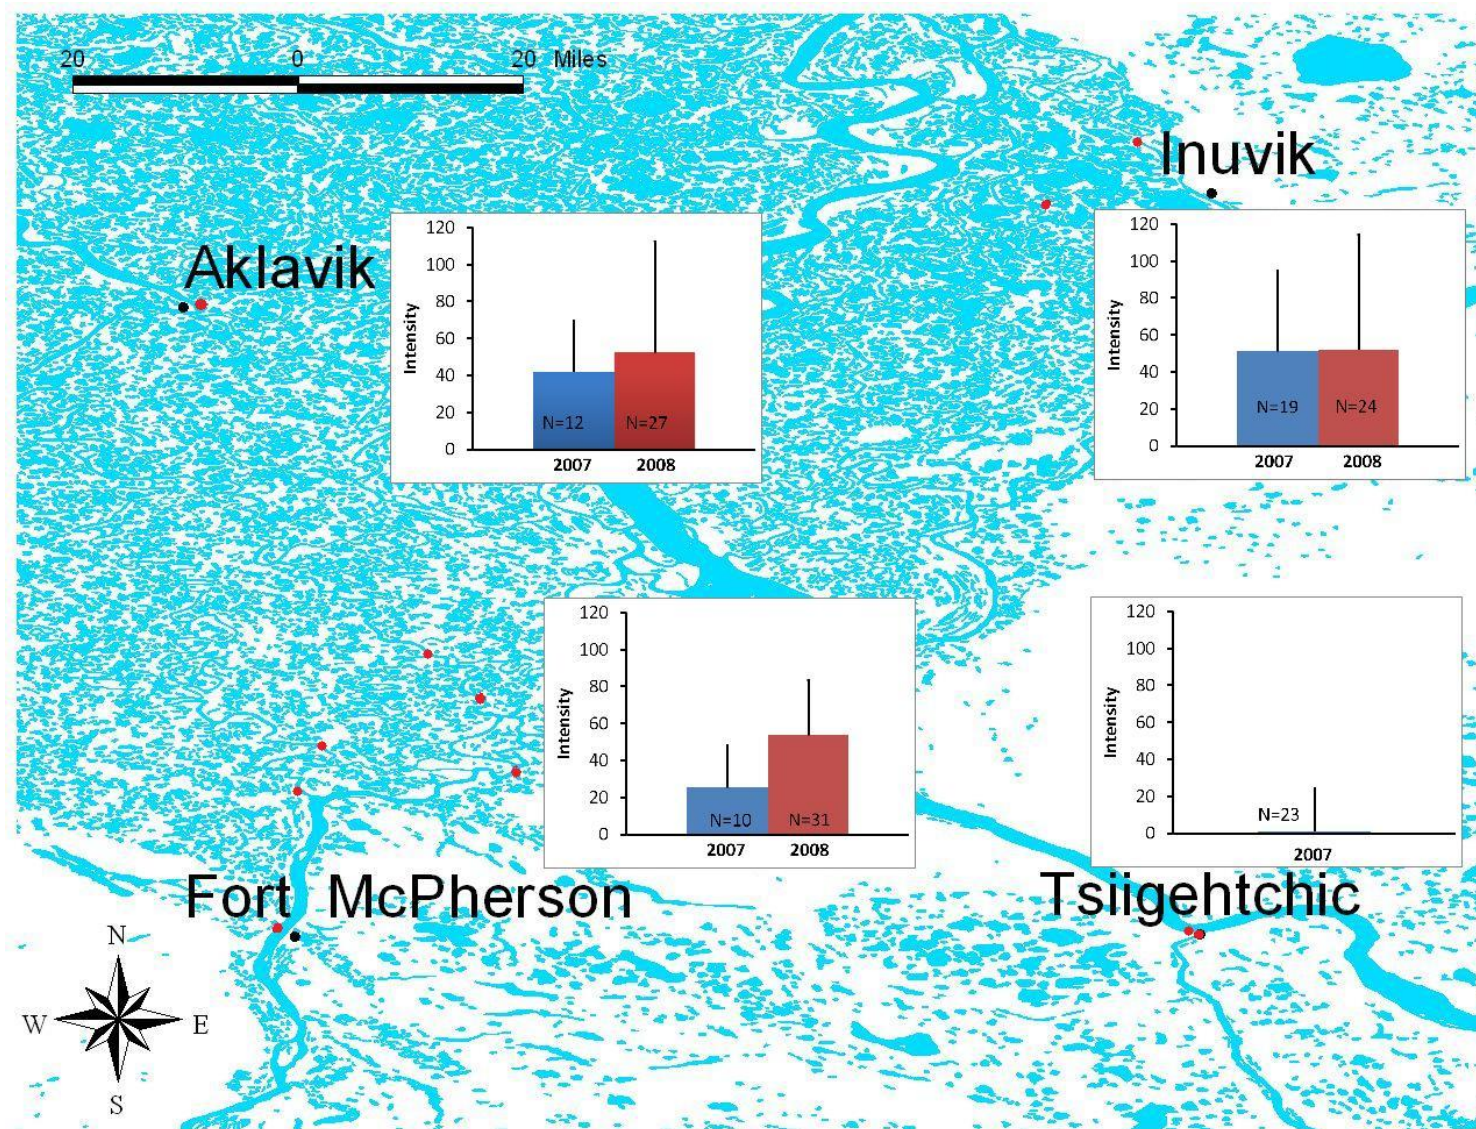 20 0 20 Miles
Inuvik
Aklavik
120
100
80
60
40
20
0
Intensity
N=12 N=27
2007 2008
120
100
80
60
40
20
0
Intensity
N=19 N=24
2007 2008
120
100
80
60
40
20
0
Intensity
N=10 N=31
2007 2008
120
100
80
60
40
20
0
Intensity
N=23
2007
Fort McPherson
Tsiigehtchic
N
W E
S